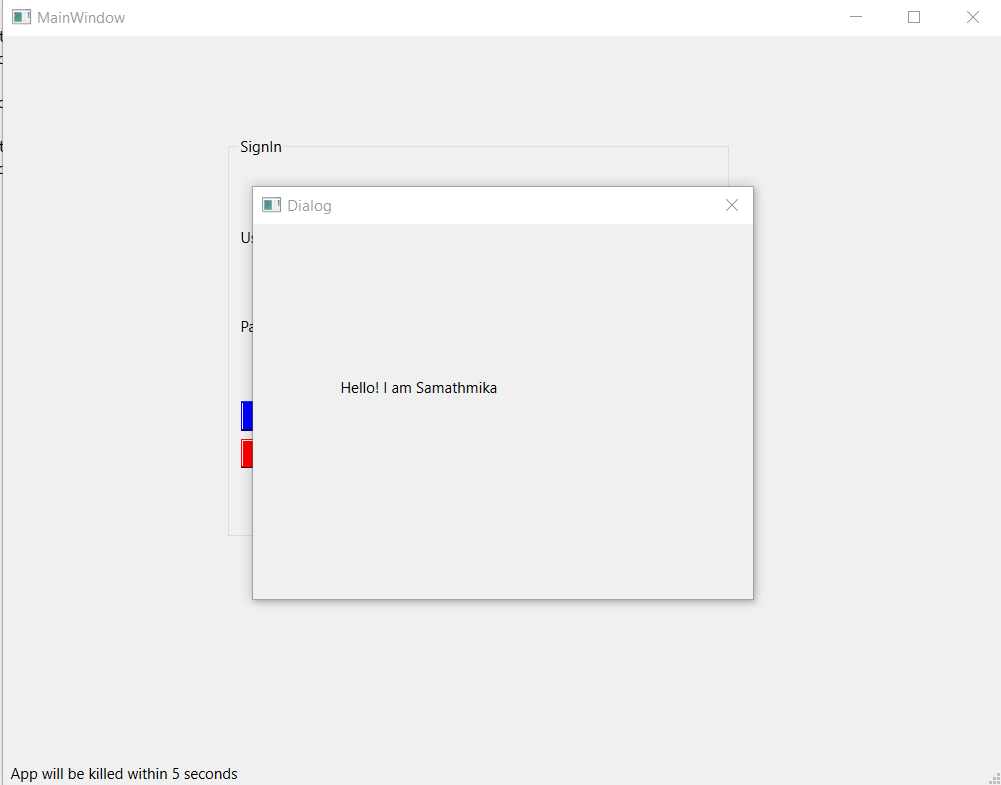 MainWindow
SignIn
Dialog
Us
Pa
Hello! I am Samathmika
App will be killed within 5 seconds